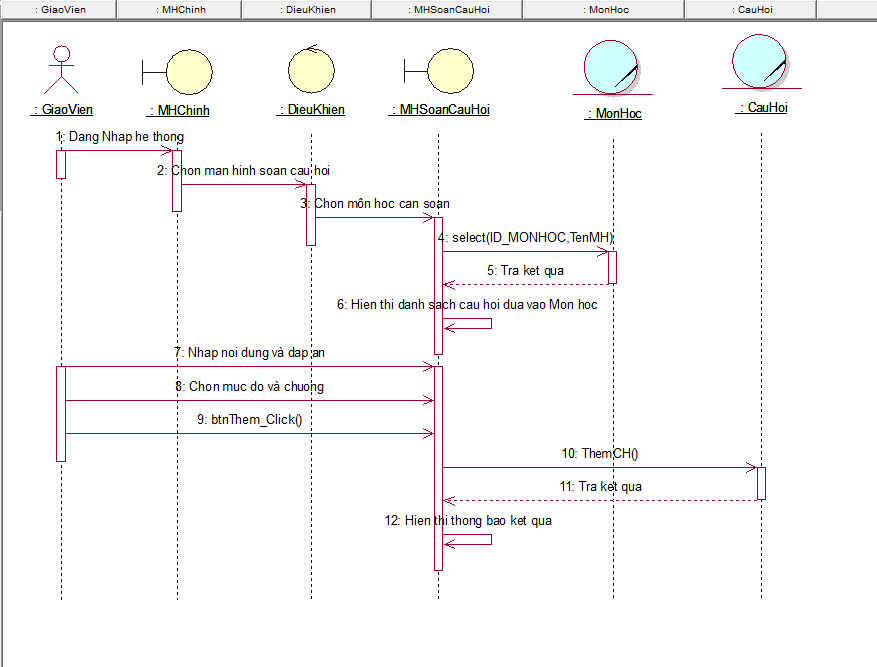 : GiaoVien
: MHChinh
: DieuKhien
: MHSoanCauHoi
: MonHoc
: CauHoi
: GiaoVien
: MHChinh
: DieuKhien
: MHSoanCauHoi
: MonHoc
: CauHoi
1: Dang Nhap he thong
2: Chon man hinh soan cau hoi
3: Chon môn hoc can soan
4: select(ID_MONHOC,TenMH)
5: Tra ket qua
6: Hien thi danh sach cau hoi dua vao Mon hoc
7: Nhap noi dung và dap an
8: Chon muc do và chuong
9: btnThem_Click()
10: ThemCH()
11: Tra ket qua
12: Hien thi thong bao ket qua